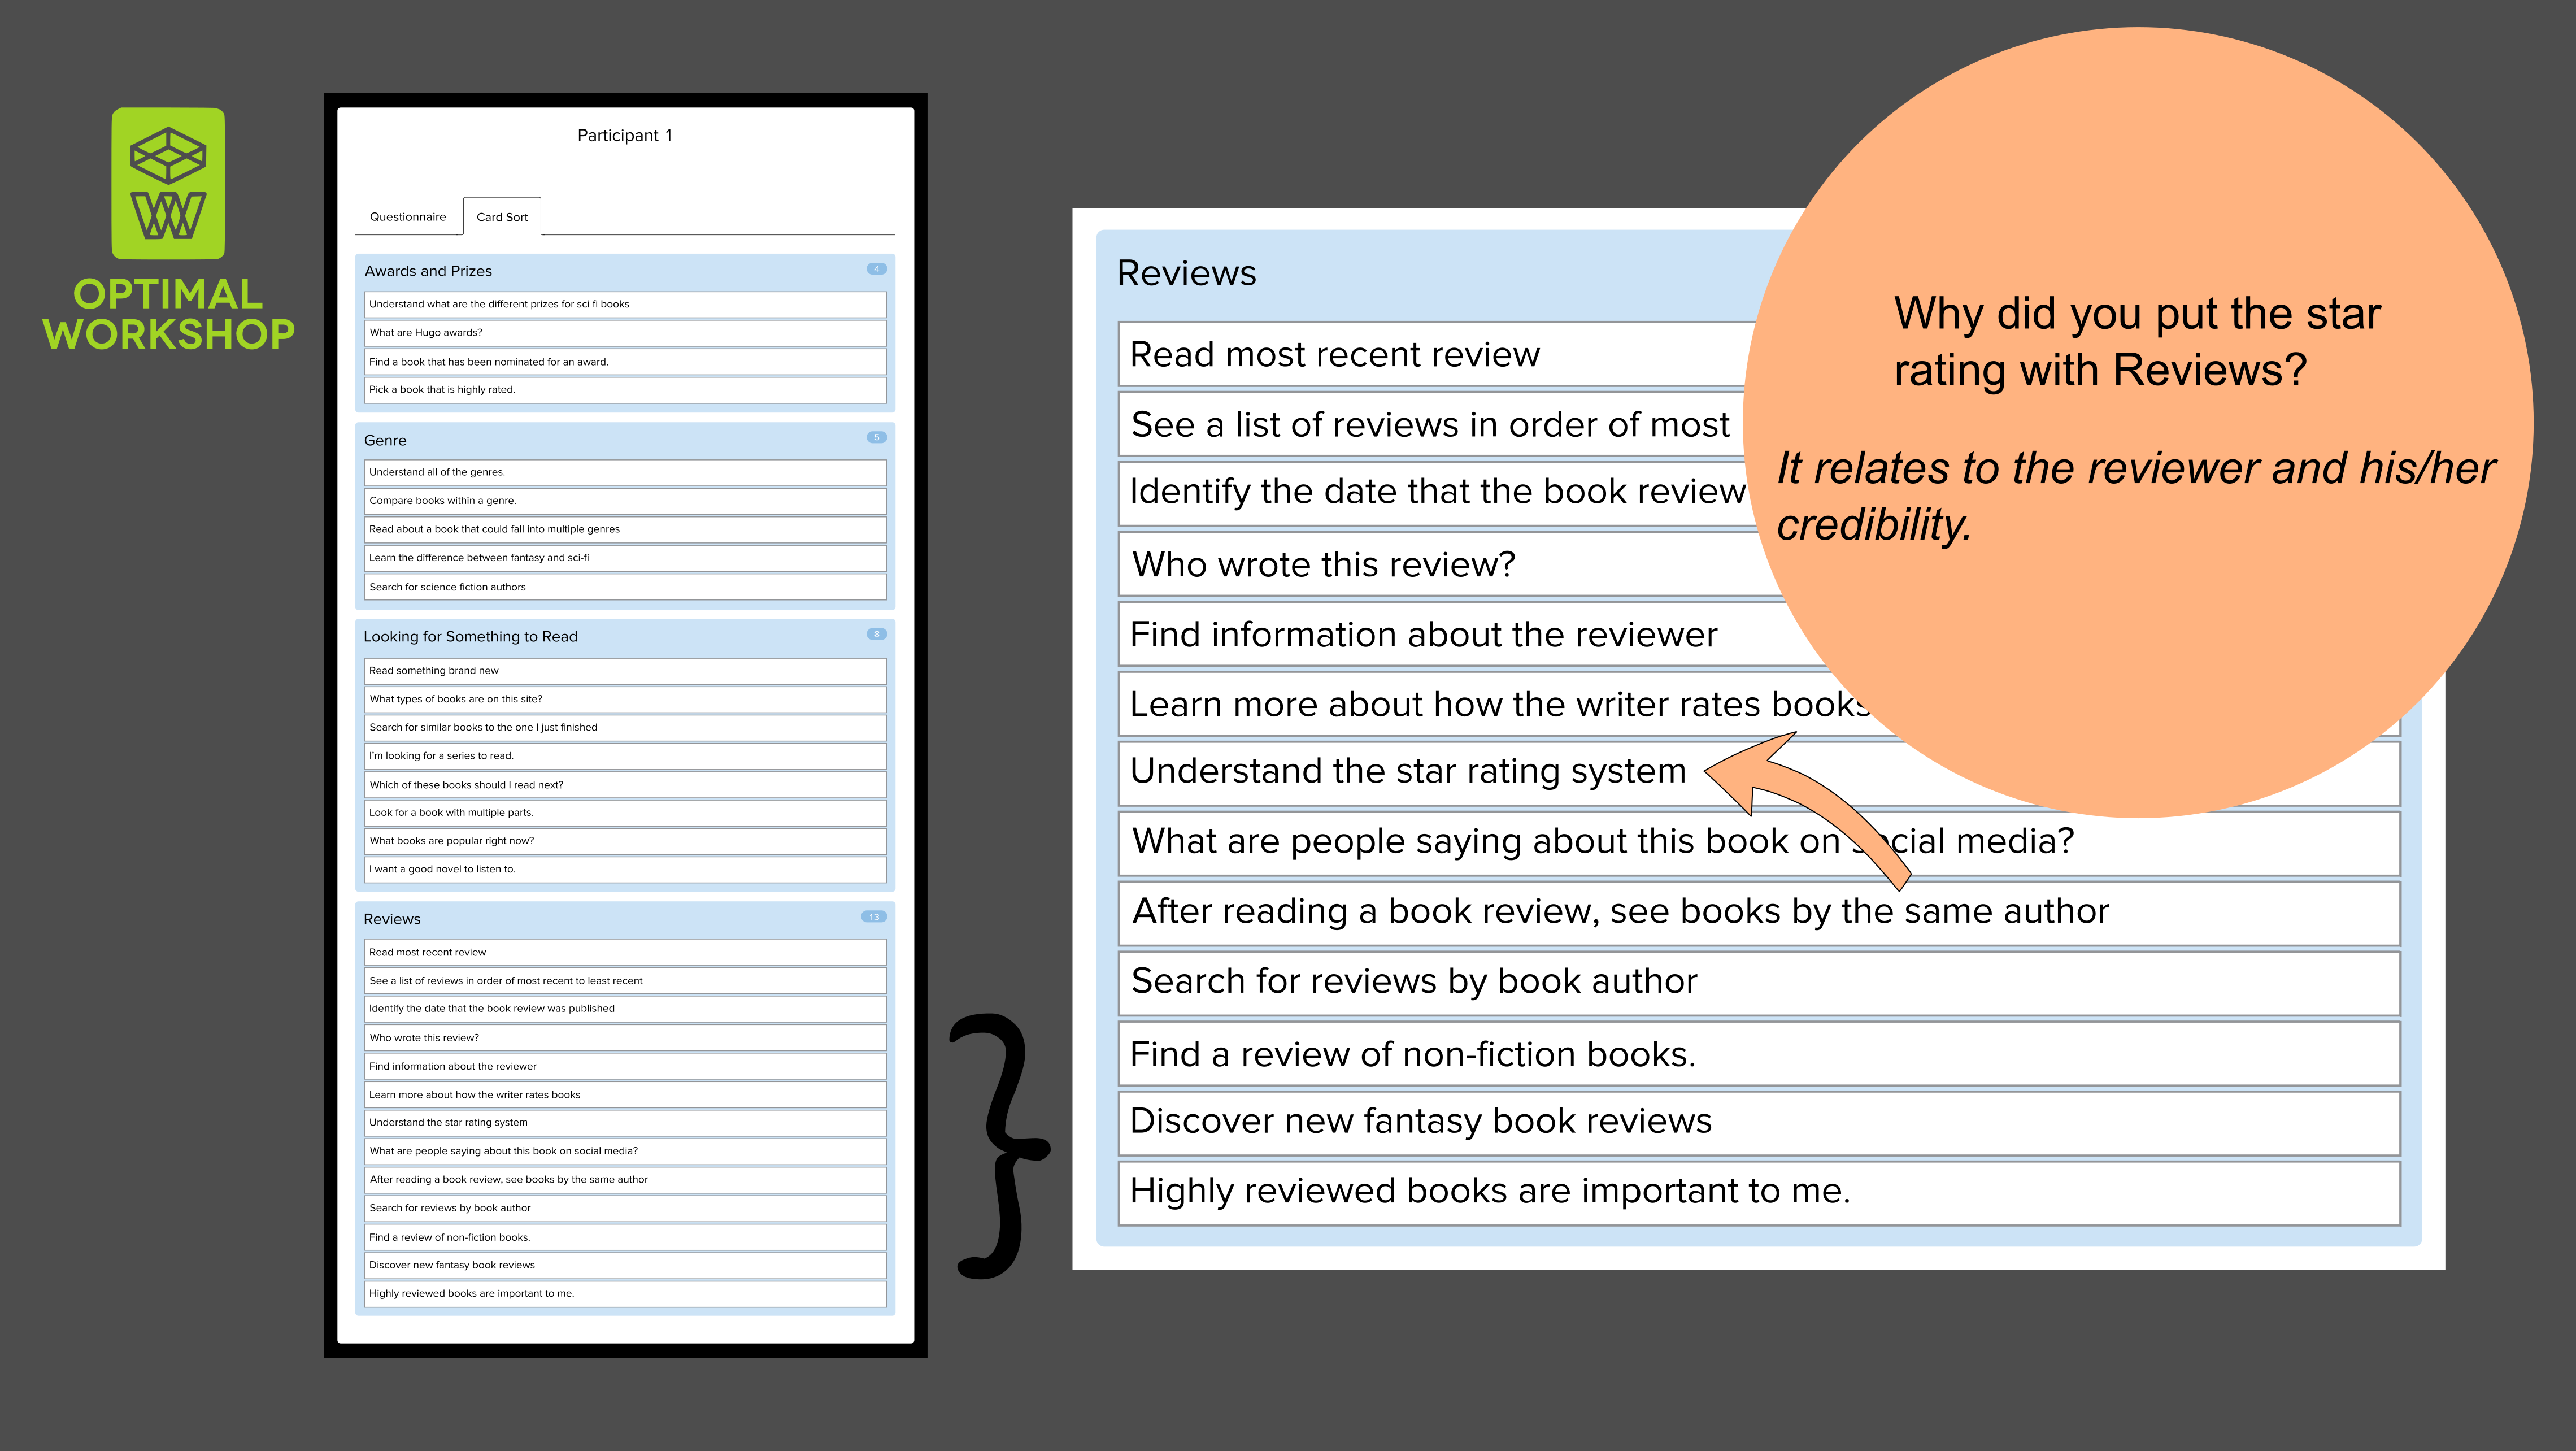 OPTIMAL
WORKSHOP
Participant 1
Questionnaire
Card Sort
Awards and Prizes
4
Understand what are the different prizes for sci fi books
What are Hugo awards?
Find a book that has been nominated for an award.
Pick a book that is highly rated.
Genre
5
Understand all of the genres.
Compare books within a genre.
Read about a book that could fall into multiple genres
Learn the difference between fantasy and sci-fi
Search for science fiction authors
Looking for Something to Read
8
Read something brand new
What types of books are on this site?
Search for similar books to the one I just finished
I'm looking for a series to read.
Which of these books should I read next?
Look for a book with multiple parts.
What books are popular right now?
I want a good novel to listen to.
Reviews
13
Read most recent review
See a list of reviews in order of most recent to least recent
Identify the date that the book review was published
Who wrote this review?
Find information about the reviewer
Learn more about how the writer rates books
Understand the star rating system
What are people saying about this book on social media?
After reading a book review, see books by the same author
Search for reviews by book author
Find a review of non-fiction books.
Discover new fantasy book reviews
Highly reviewed books are important to me.
Reviews
Read most recent review
See a list of reviews in order of most
Identify the date that the book review
Who wrote this review?
Find information about the reviewer
Learn more about how the writer rates books
Understand the star rating system
What are people saying about this book on social media?
After reading a book review, see books by the same author
Search for reviews by book author
Find a review of non-fiction books.
Discover new fantasy book reviews
Highly reviewed books are important to me.
Why did you put the star
rating with Reviews?
It relates to the reviewer and his/her
credibility.